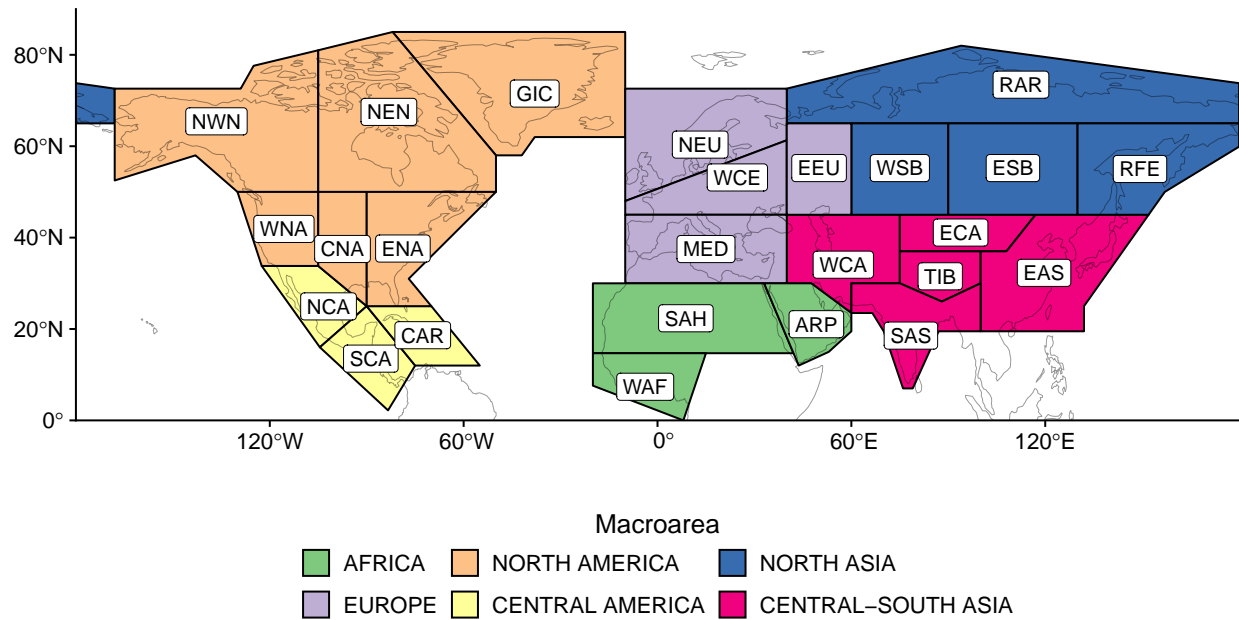 80°N
60°N
40°N
20°N
0°
GIC
RAR
NEN
NWN
NEU
WCE
EEU
WSB
ESB
RFE
WNA
CNA
ENA
MED
ECA
WCA
TIB
EAS
NCA
SAH
ARP
CAR
SAS
SCA
WAF
120°W
60°W
0°
60°E
120°E
Macroarea
AFRICA
NORTH AMERICA
NORTH ASIA
EUROPE
CENTRAL AMERICA
CENTRAL−SOUTH ASIA